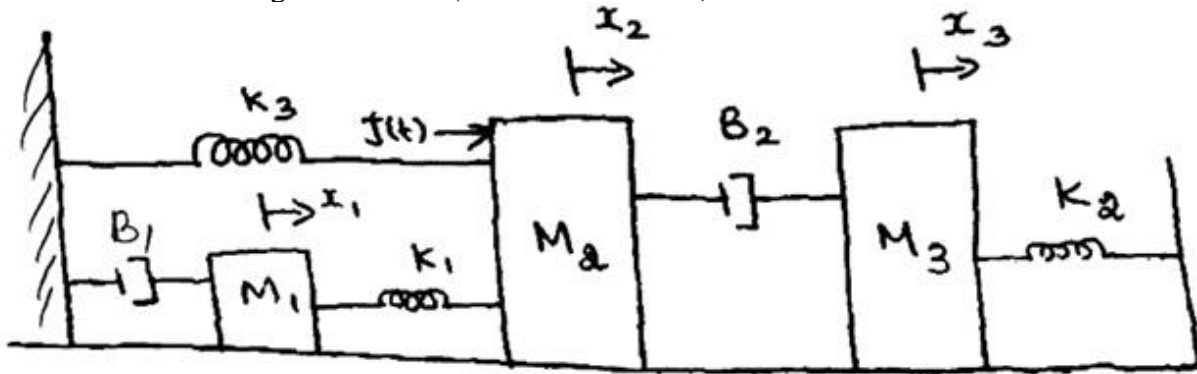 x₂
x₃
K₃
f(t)
B₂
x₁
B₁
K₂
K₁
M₂
M₃
M₁